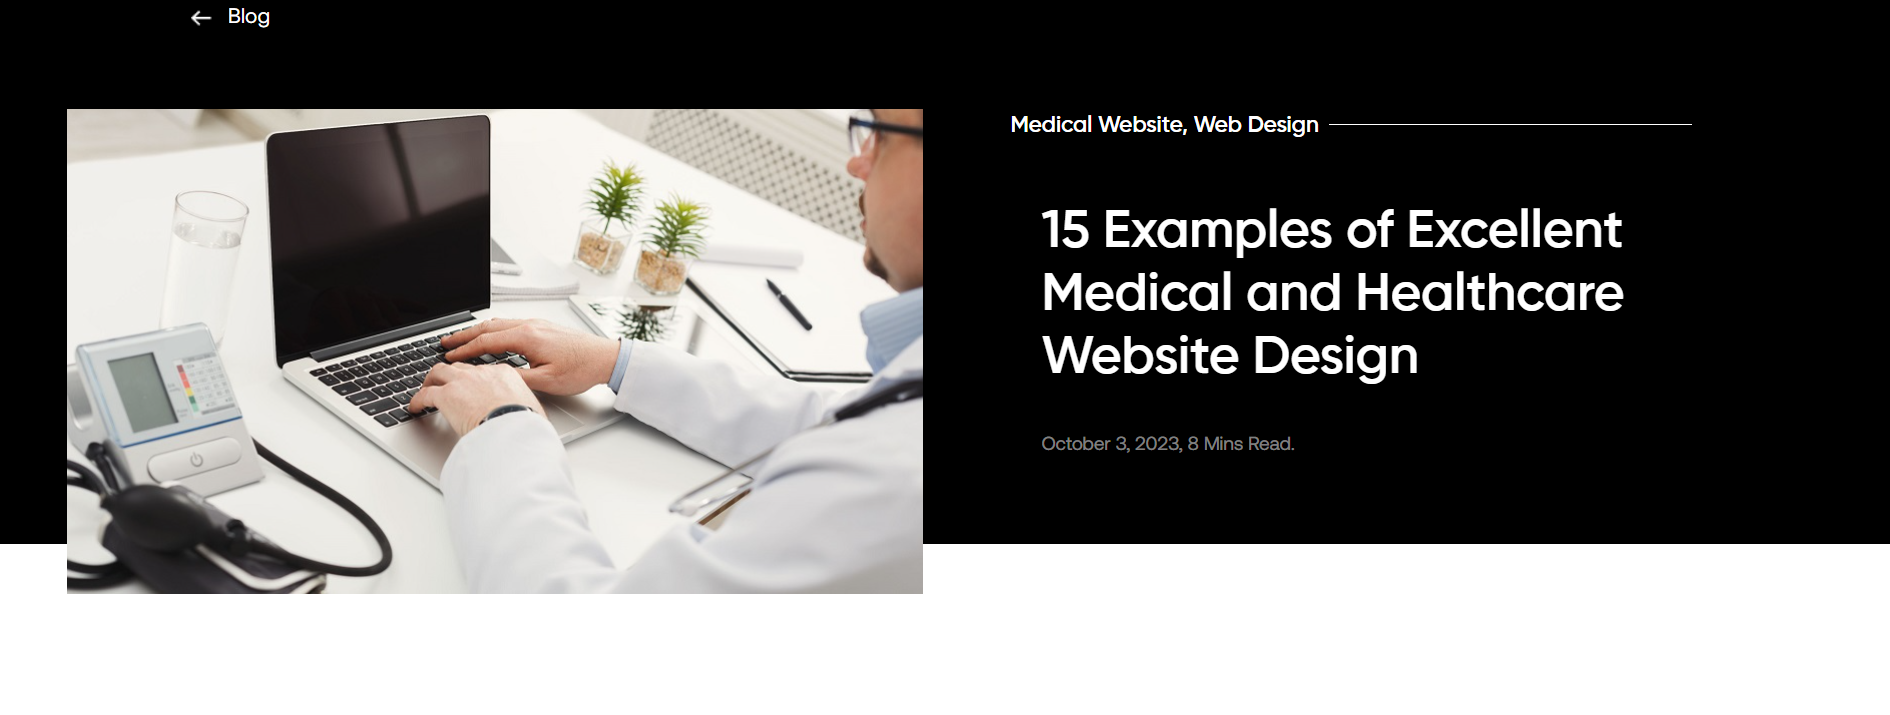 Blog
Medical Website, Web Design
15 Examples of Excellent
Medical and Healthcare
Website Design
October 3, 2023, 8 Mins Read.